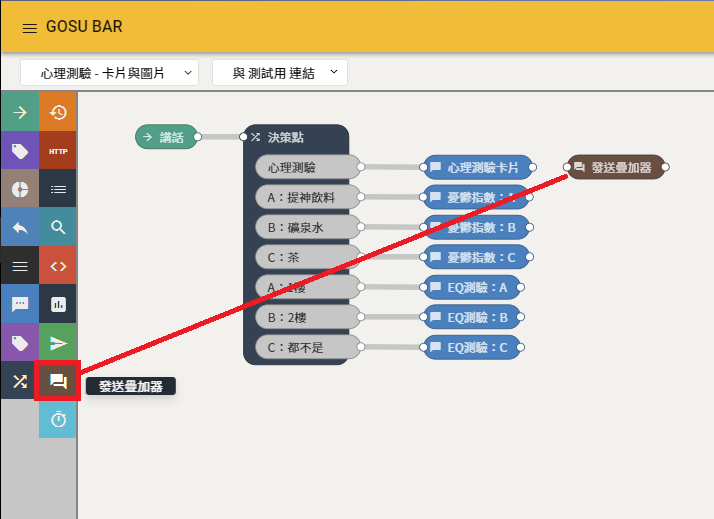 GOSU BAR
心理測驗 - 卡片與圖片
與 測試用 連結
HTTP
講話
決策點
心理測驗
心理測驗卡片
發送疊加器
A：提神飲料
憂鬱指數：A
B：礦泉水
憂鬱指數：B
C：茶
憂鬱指數：C
A：1樓
EQ測驗：A
B：2樓
EQ測驗：B
C：都不是
EQ測驗：C
發送疊加器